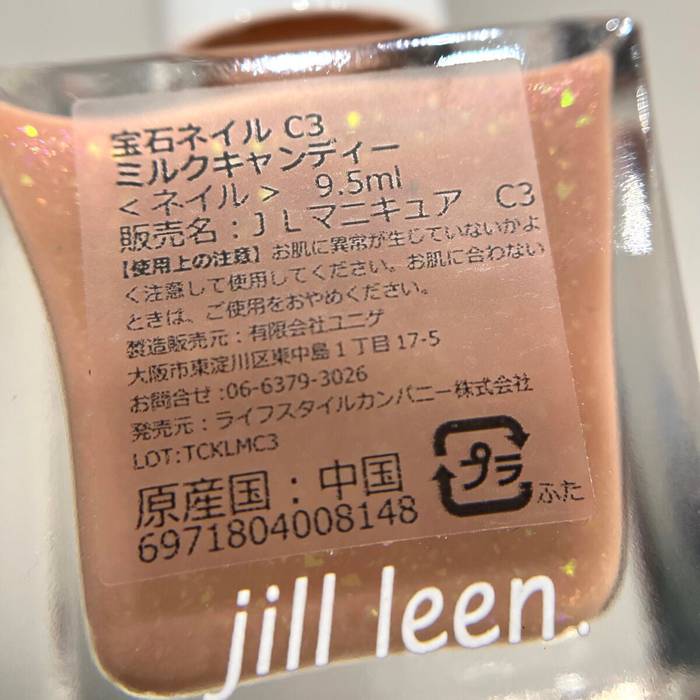 宝石ネイル C3
ミルクキャンディー
＜ネイル＞ 9.5ml
販売名：ＪＬマニキュア C3
【使用上の注意】お肌に異常が生じていないかよ
く注意して使用してください。お肌に合わない
ときは、ご使用をおやめください。
製造販売元：有限会社ユニゲ
大阪市東淀川区東中島１丁目17-5
お問合せ:06-6379-3026
発売元：ライフスタイルカンパニー株式会社
LOT:TCKLMC3
原産国：中国
プラ
ふた
6971804008148
jill leen.